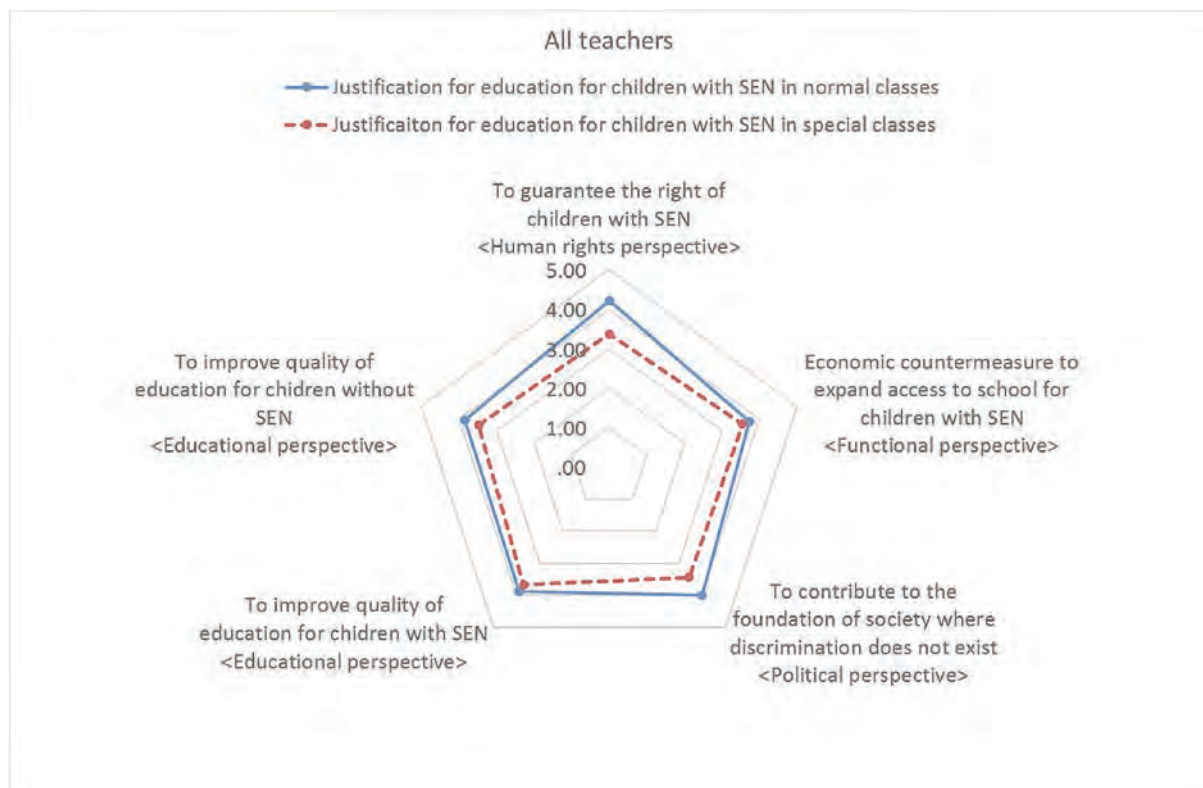 All teachers
Justification for education for children with SEN in normal classes
Justificaiton for education for children with SEN in special classes
To guarantee the right of
children with SEN
<Human rights perspective>
5.00
4.00
3.00
2.00
1.00
.00
Economic countermeasure to
expand access to school for
children with SEN
<Functional perspective>
To contribute to the
foundation of society where
discrimination does not exist
<Political perspective>
To improve quality of
education for chidren with SEN
<Educational perspective>
To improve quality of
education for chidren without
SEN
<Educational perspective>